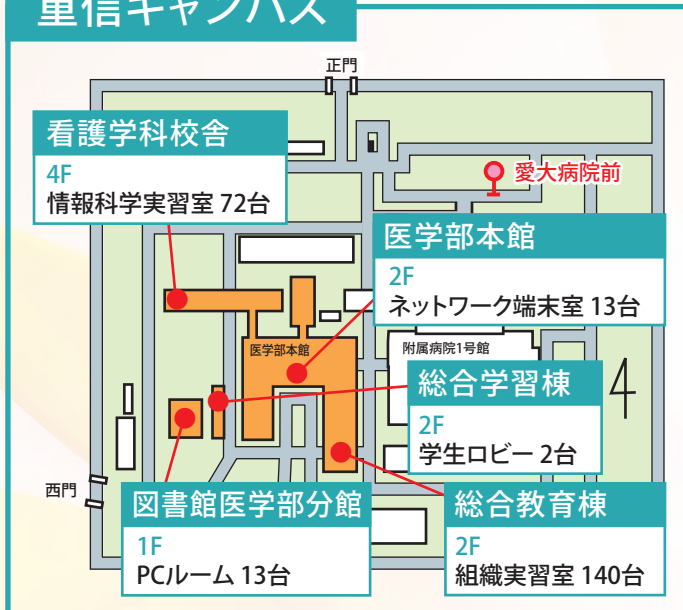 重信キャンパス
正門
看護学科校舎
4F
情報科学実習室 72台
愛大病院前
医学部本館
2F
ネットワーク端末室 13台
医学部本館
附属病院1号館
総合学習棟
2F
学生ロビー 2台
西門
図書館医学部分館
1F
PCルーム 13台
総合教育棟
2F
組織実習室 140台